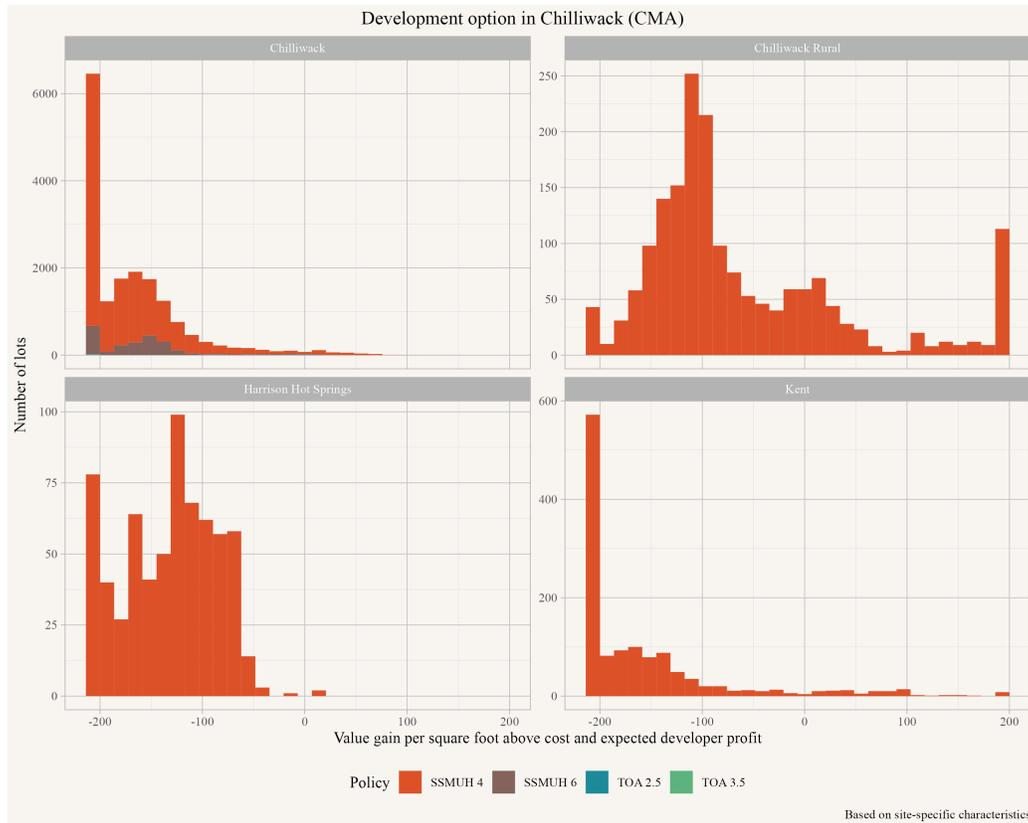 Development option in Chilliwack (CMA)
Chilliwack
Chilliwack Rural
6000
4000
2000
0
250
200
150
100
50
0
Number of lots
Harrison Hot Springs
Kent
100
75
50
25
0
600
400
200
0
-200 -100 0 100 200
-200 -100 0 100 200
Value gain per square foot above cost and expected developer profit
Policy SSMUH 4 SSMUH 6 TOA 2.5 TOA 3.5
Based on site-specific characteristics